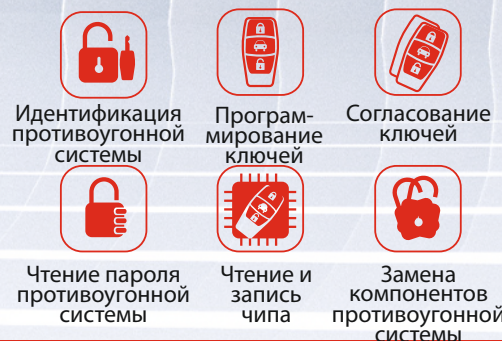 Идентификация
противоугонной
системы
Програм-
мирование
ключей
Согласование
ключей
Чтение пароля
противоугонной
системы
Чтение и
запись
чипа
Замена
компонентов
противоугонной
системы